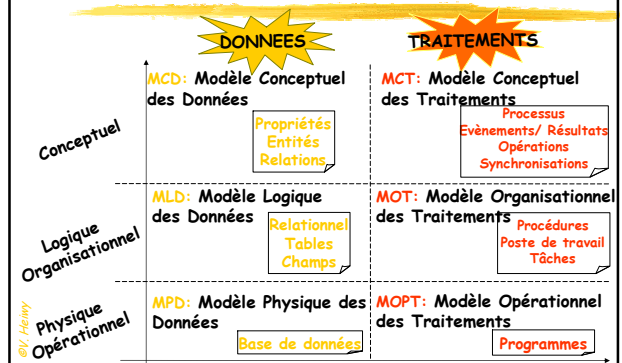 DONNEES
TRAITEMENTS
Conceptuel
MCD: Modèle Conceptuel
des Données
Propriétés
Entités
Relations
MCT: Modèle Conceptuel
des Traitements
Processus
Evènements/ Résultats
Opérations
Synchronisations
Logique
Organisationnel
MLD: Modèle Logique
des Données
Relationnel
Tables
Champs
MOT: Modèle Organisationnel
des Traitements
Procédures
Poste de travail
Tâches
Physique
Opérationnel
MPD: Modèle Physique des
Données
Base de données
MOPT: Modèle Opérationnel
des Traitements
Programmes
©V. Heiwy